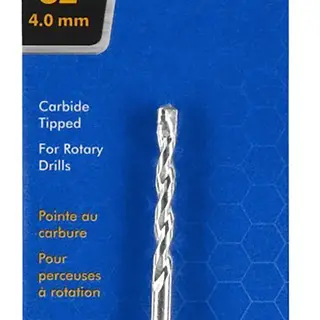 4.0 mm
Carbide
Tipped
For Rotary
Drills
Pointe au
carbure
Pour
perceuses
à rotation